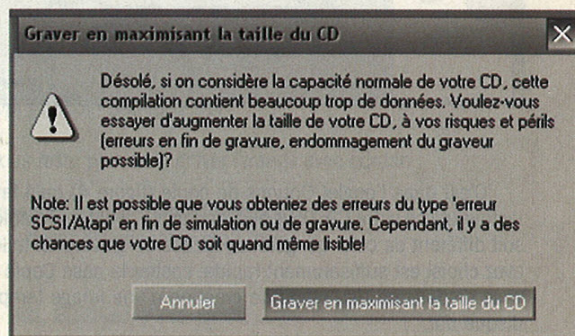 Graver en maximisant la taille du CD
Désolé, si on considère la capacité normale de votre CD, cette
compilation contient beaucoup trop de données. Voulez-vous
essayer d'augmenter la taille de votre CD, à vos risques et périls
(erreurs en fin de gravure, endommagement du graveur
possible)?
Note: Il est possible que vous obteniez des erreurs du type 'erreur
SCSI/Atapi' en fin de simulation ou de gravure. Cependant, il y a des
chances que votre CD soit quand même lisible!
Annuler
Graver en maximisant la taille du CD